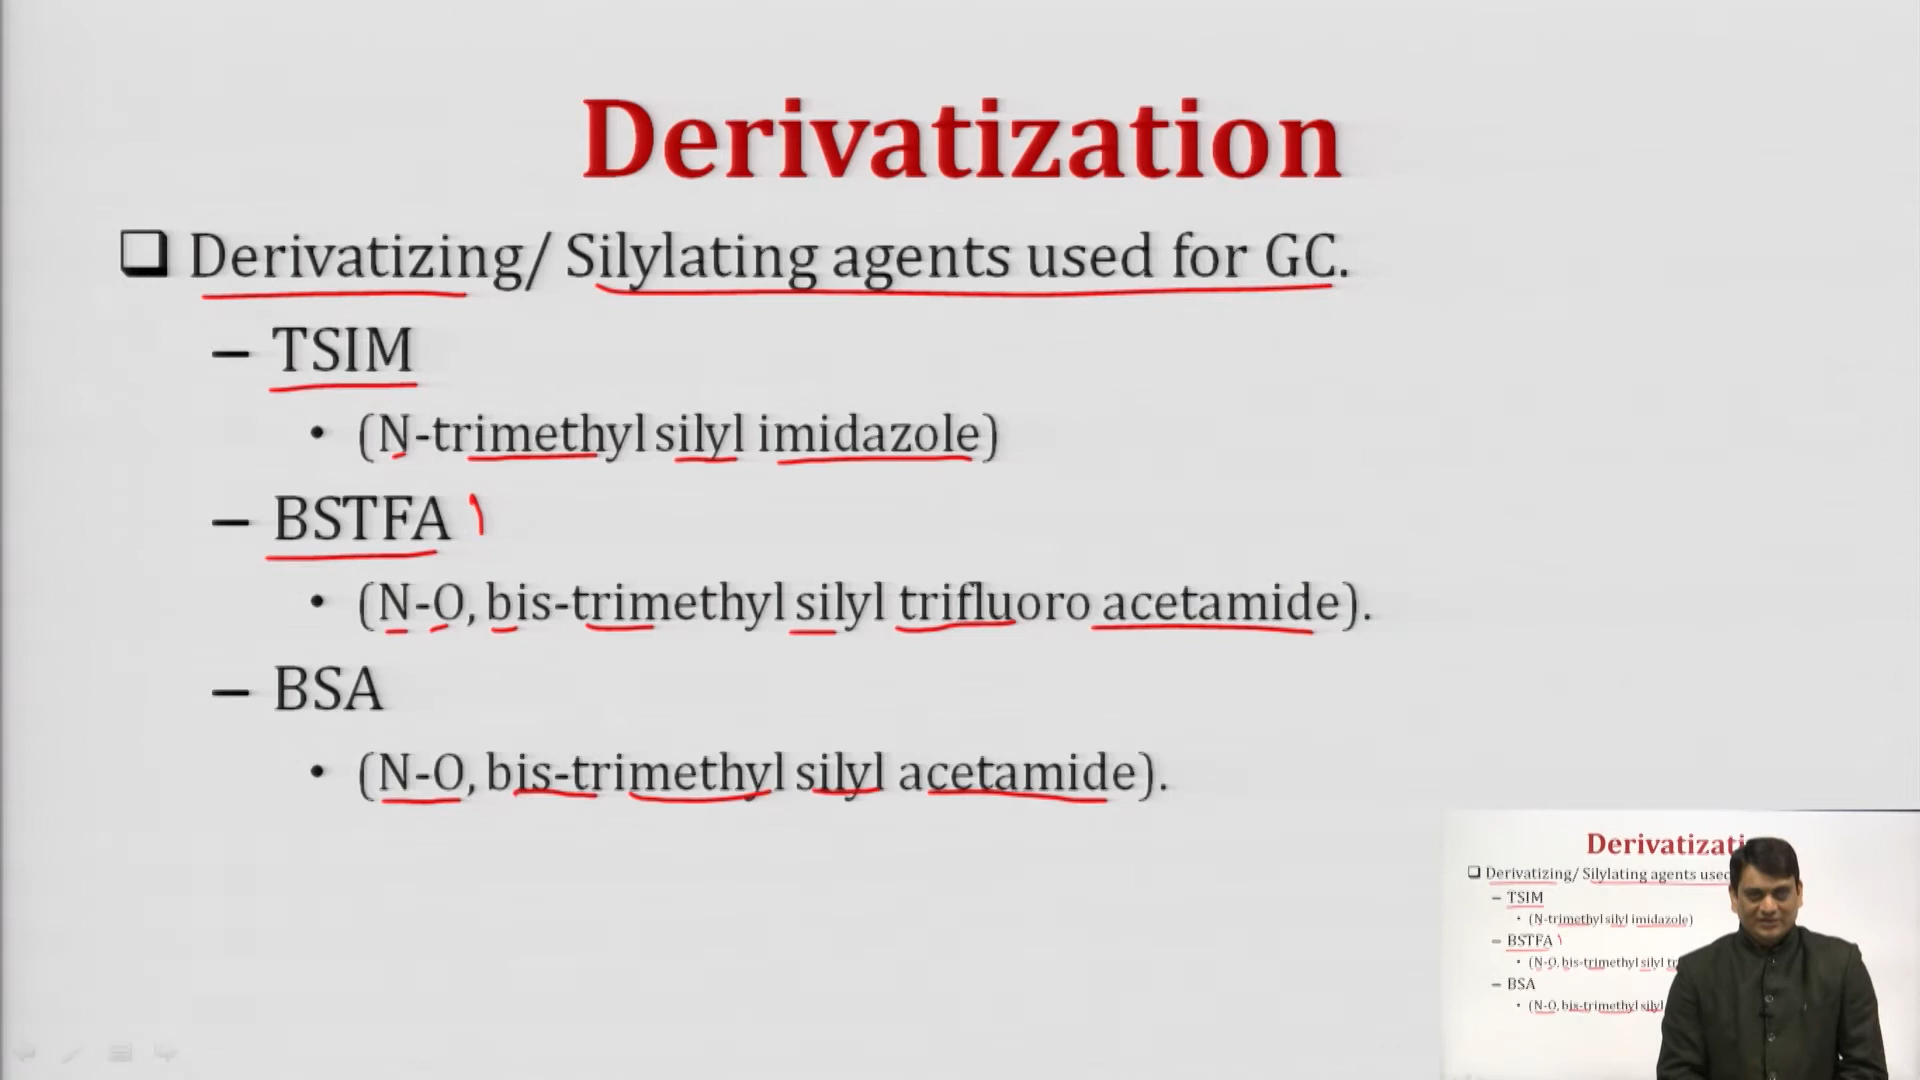 Derivatization
Derivatizing/ Silylating agents used for GC.
– TSIM
• (N-trimethyl silyl imidazole)
– BSTFA
• (N-O, bis-trimethyl silyl trifluoro acetamide).
– BSA
• (N-O, bis-trimethyl silyl acetamide).
Derivatizati
Derivatizing/ Silylating agents used
– TSIM
• (N-trimethyl silyl imidazole)
– BSTFA
• (N-O, bis-trimethyl silyl tr
– BSA
• (N-O, bis-trimethyl silyl